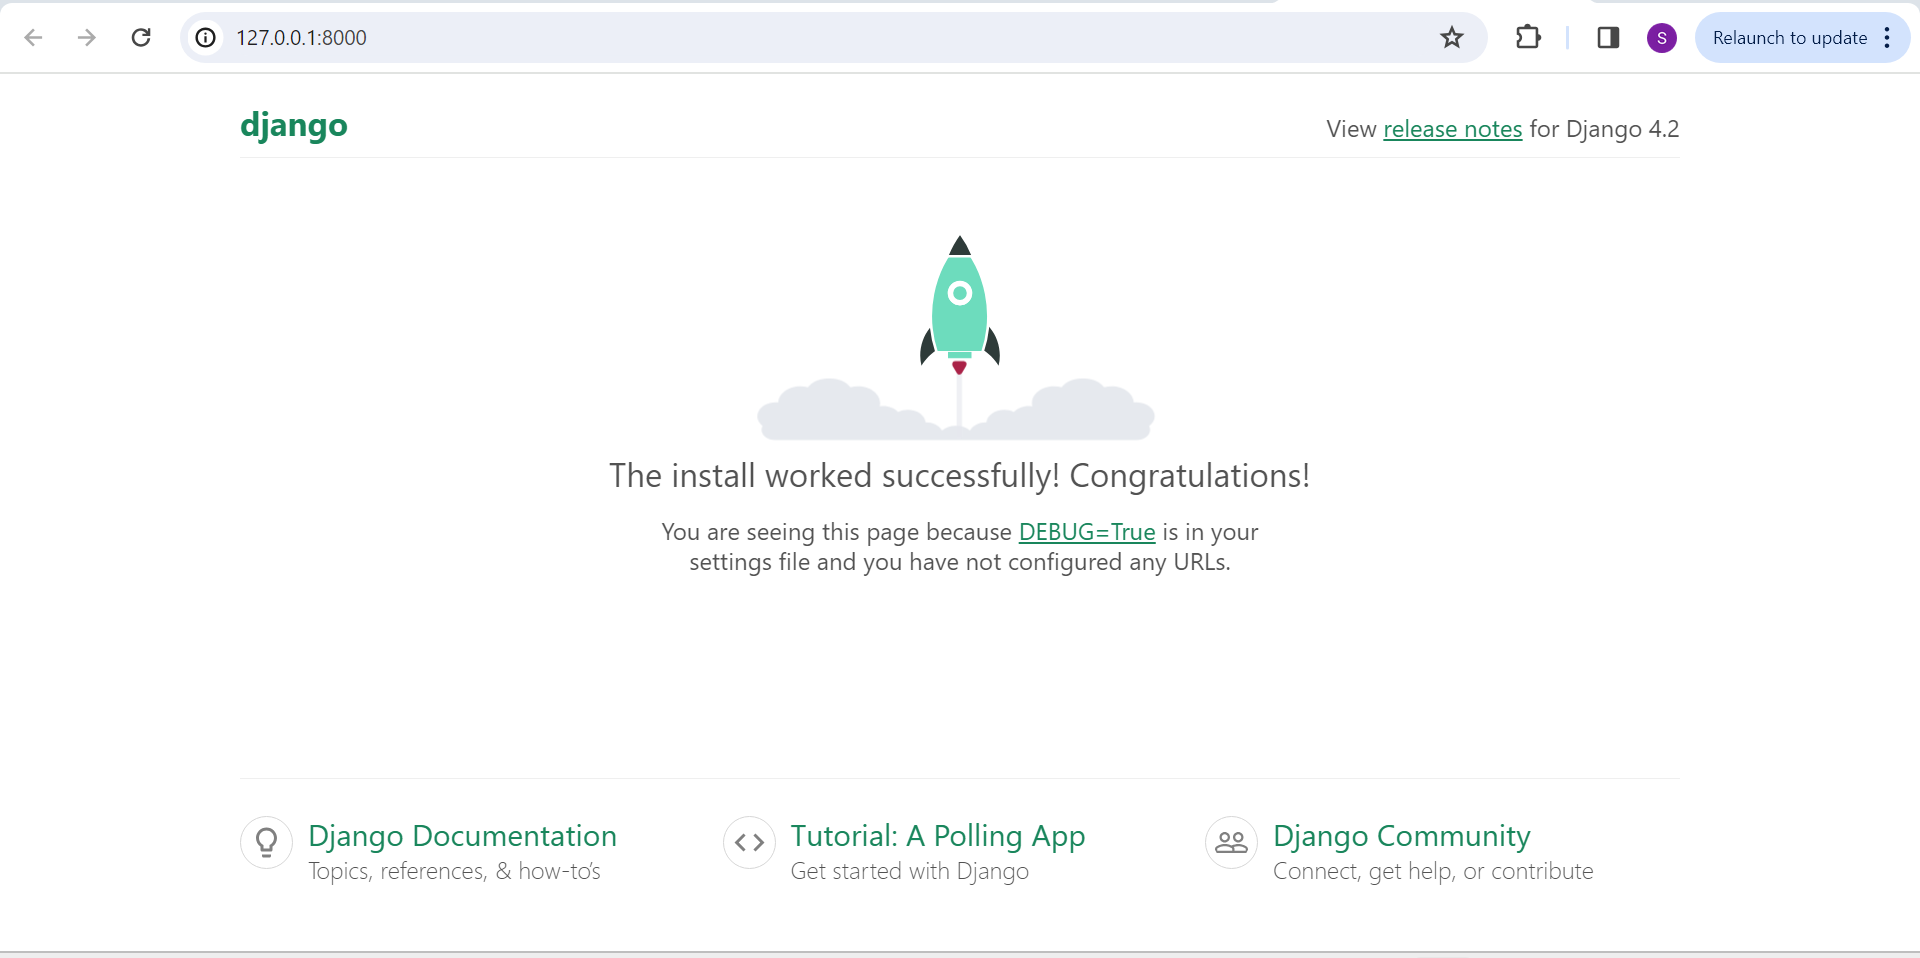 127.0.0.1:8000
S
Relaunch to update
django
View release notes for Django 4.2
The install worked successfully! Congratulations!
You are seeing this page because DEBUG=True is in your
settings file and you have not configured any URLs.
Django Documentation
Topics, references, & how-to’s
Tutorial: A Polling App
Get started with Django
Django Community
Connect, get help, or contribute